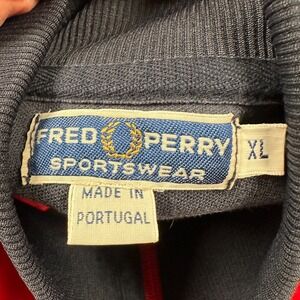 FRED PERRY
SPORTSWEAR
XL
MADE IN
PORTUGAL